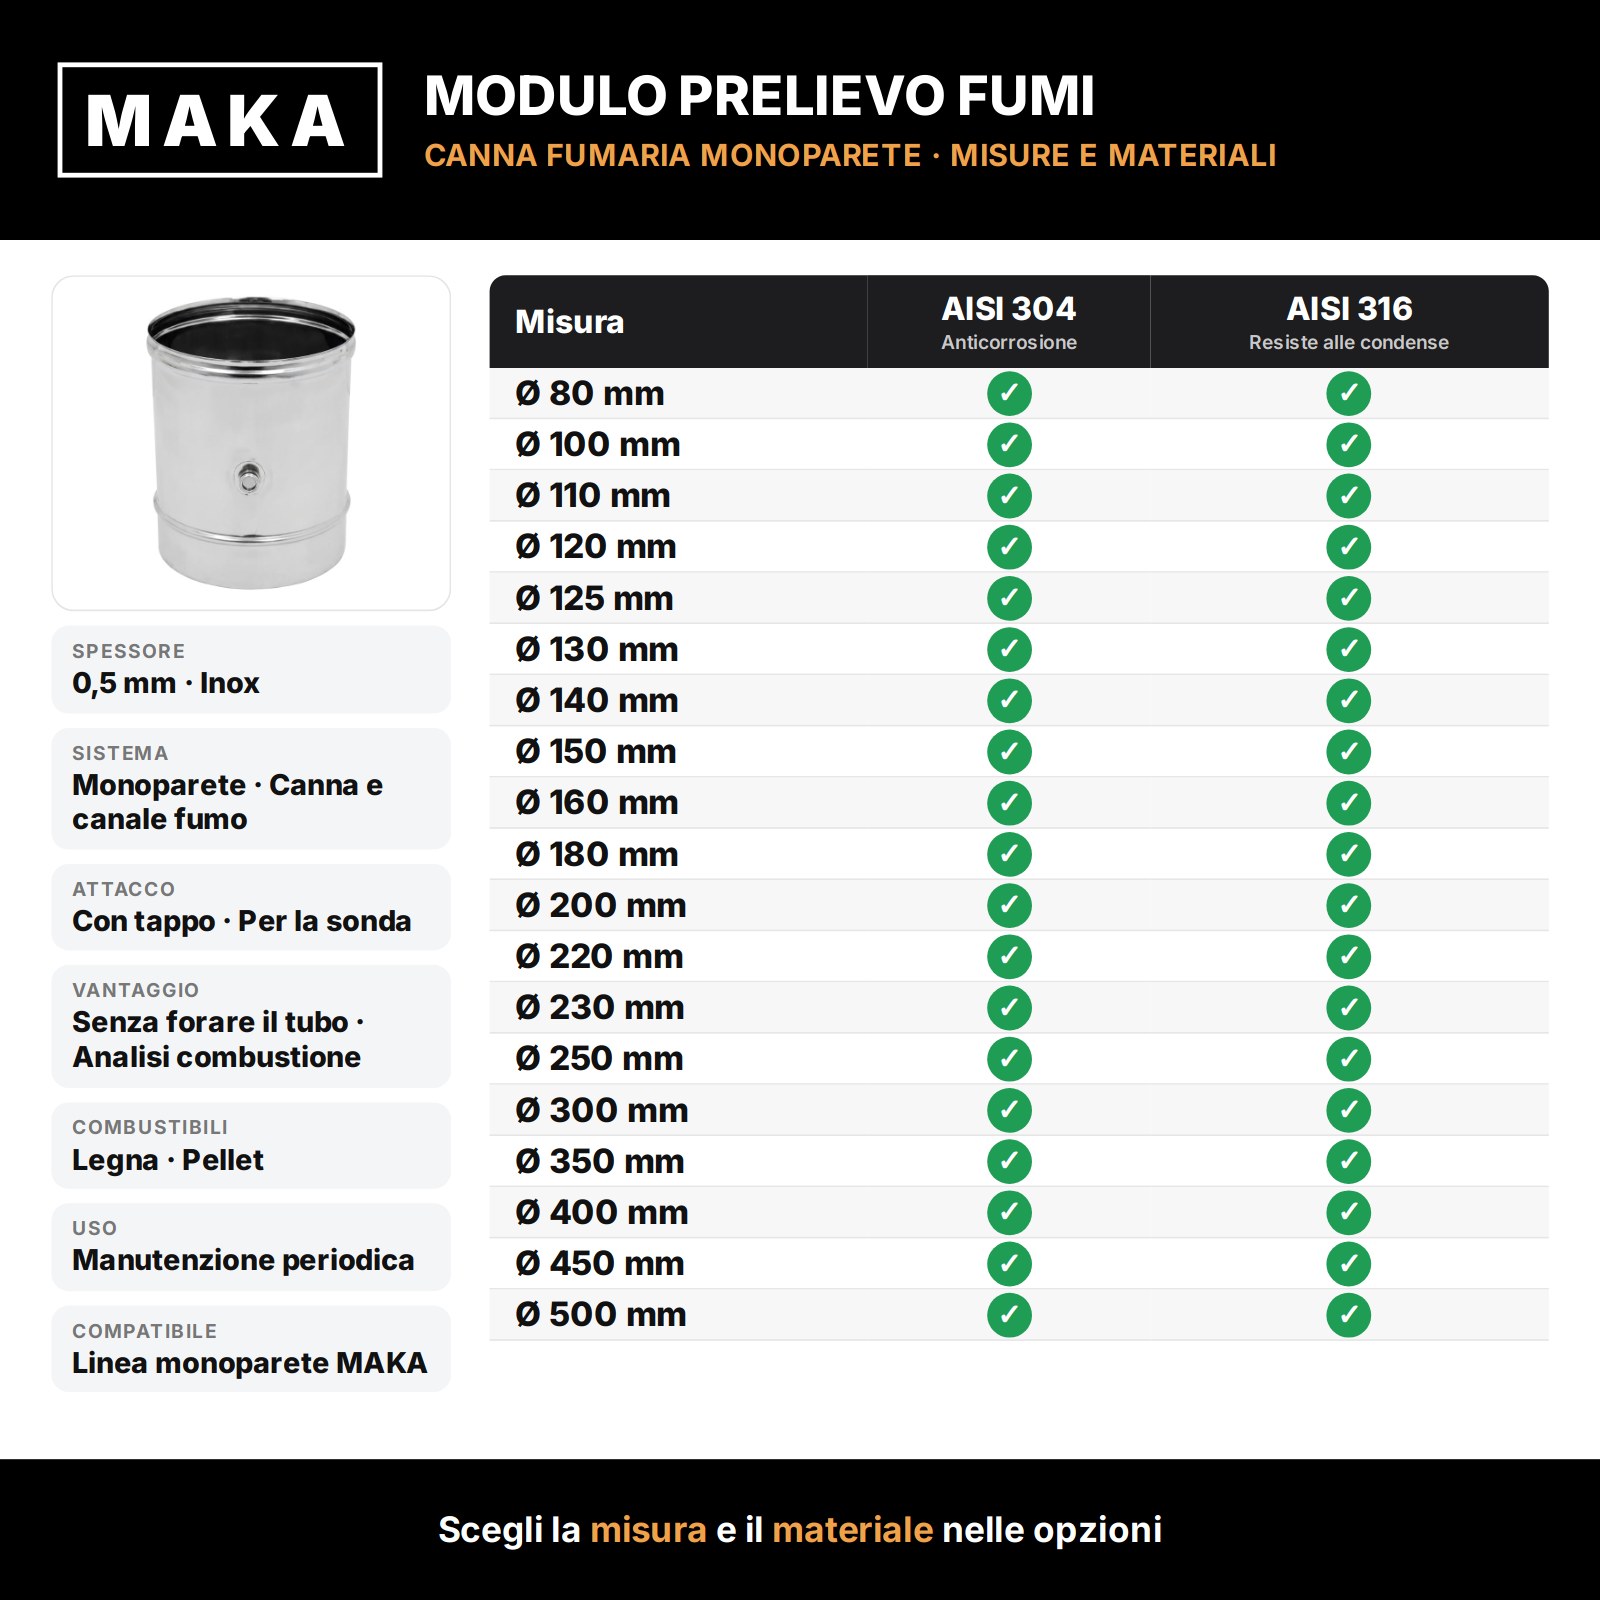 MAKA
MODULO PRELIEVO FUMI
CANNA FUMARIA MONOPARETE · MISURE E MATERIALI
SPESSORE
0,5 mm · Inox
SISTEMA
Monoparete · Canna e
canale fumo
ATTACCO
Con tappo · Per la sonda
VANTAGGIO
Senza forare il tubo ·
Analisi combustione
COMBUSTIBILI
Legna · Pellet
USO
Manutenzione periodica
COMPATIBILE
Linea monoparete MAKA
Misura AISI 304 AISI 316
Anticorrosione Resiste alle condense
Ø 80 mm ✓ ✓
Ø 100 mm ✓ ✓
Ø 110 mm ✓ ✓
Ø 120 mm ✓ ✓
Ø 125 mm ✓ ✓
Ø 130 mm ✓ ✓
Ø 140 mm ✓ ✓
Ø 150 mm ✓ ✓
Ø 160 mm ✓ ✓
Ø 180 mm ✓ ✓
Ø 200 mm ✓ ✓
Ø 220 mm ✓ ✓
Ø 230 mm ✓ ✓
Ø 250 mm ✓ ✓
Ø 300 mm ✓ ✓
Ø 350 mm ✓ ✓
Ø 400 mm ✓ ✓
Ø 450 mm ✓ ✓
Ø 500 mm ✓ ✓
Scegli la misura e il materiale nelle opzioni